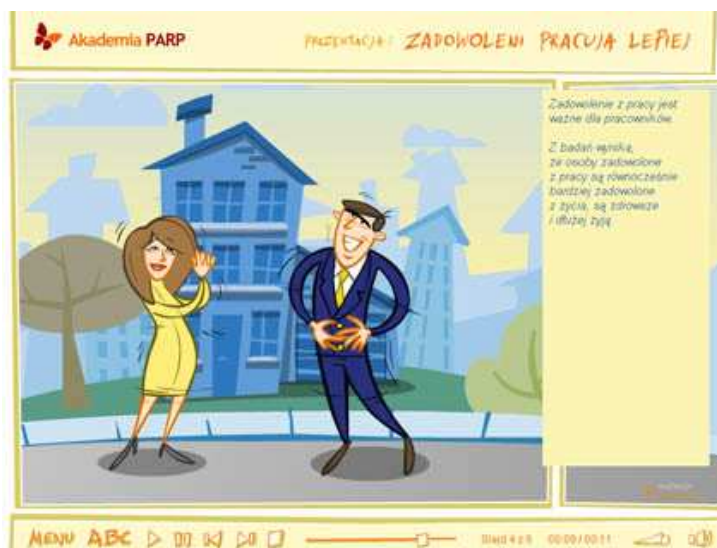 Akademia PARP
PREZENTACJA: ZADOWOLENI PRACUJĄ LEPIEJ
Zadowolenie z pracy jest
ważne dla pracowników.
Z badań wynika,
że osoby zadowolone
z pracy są równocześnie
bardziej zadowolone
z życia, są zdrowsze
i dłużej żyją.
MENU ABC
00:09 / 00:11